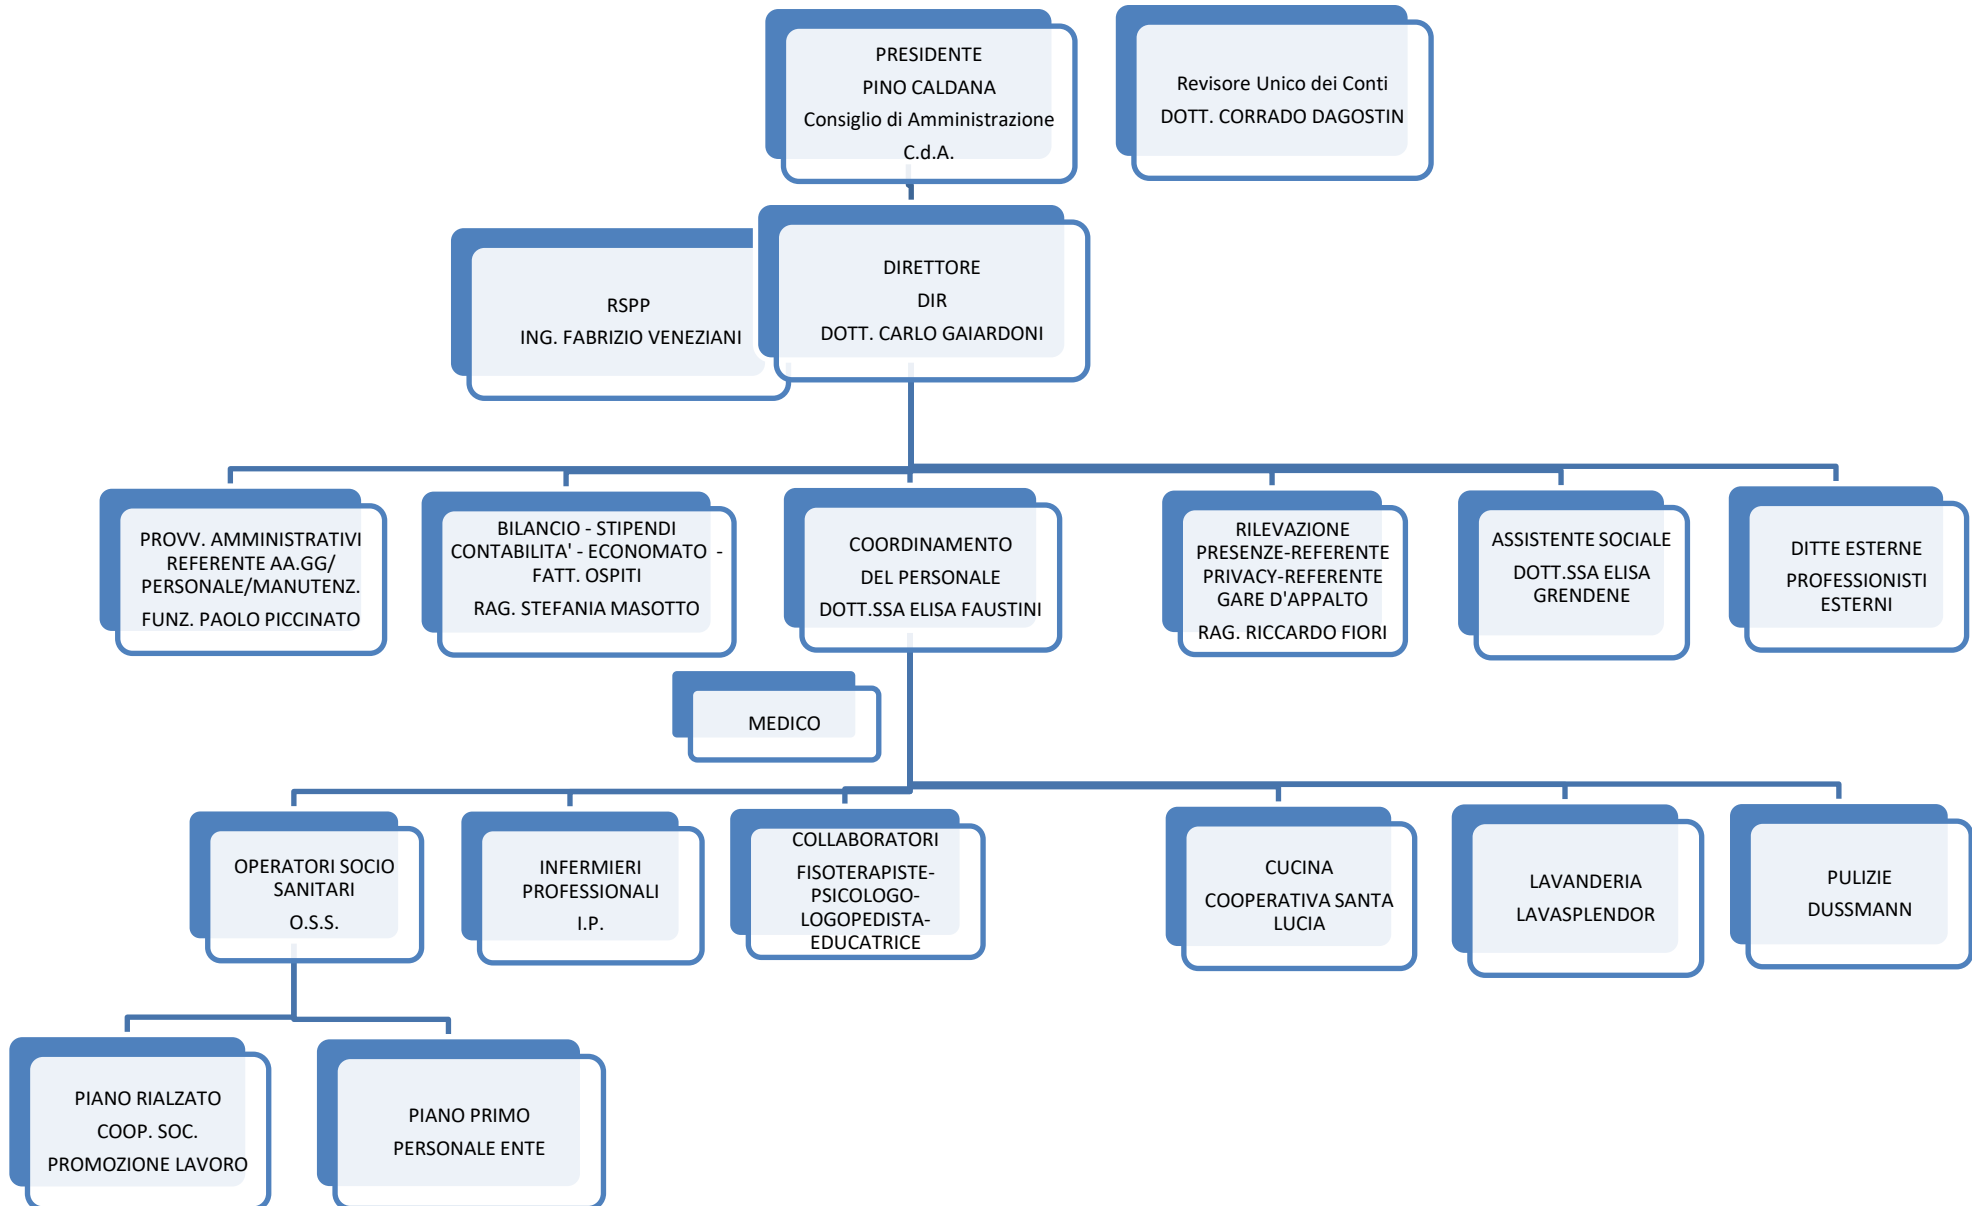 PRESIDENTE
PINO CALDANA
Consiglio di Amministrazione
C.d.A.
Revisore Unico dei Conti
DOTT. CORRADO DAGOSTIN
RSPP
ING. FABRIZIO VENEZIANI
DIRETTORE
DIR
DOTT. CARLO GAIARDONI
PROVV. AMMINISTRATIVI
REFERENTE AA.GG/
PERSONALE/MANUTENZ.
FUNZ. PAOLO PICCINATO
BILANCIO - STIPENDI
CONTABILITA' - ECONOMATO -
FATT. OSPITI
RAG. STEFANIA MASOTTO
COORDINAMENTO
DEL PERSONALE
DOTT.SSA ELISA FAUSTINI
RILEVAZIONE
PRESENZE-REFERENTE
PRIVACY-REFERENTE
GARE D'APPALTO
RAG. RICCARDO FIORI
ASSISTENTE SOCIALE
DOTT.SSA ELISA
GRENDENE
DITTE ESTERNE
PROFESSIONISTI
ESTERNI
MEDICO
OPERATORI SOCIO
SANITARI
O.S.S.
INFERMIERI
PROFESSIONALI
I.P.
COLLABORATORI
FISOTERAPISTE-
PSICOLOGO-
LOGOPEDISTA-
EDUCATRICE
CUCINA
COOPERATIVA SANTA
LUCIA
LAVANDERIA
LAVASPLENDOR
PULIZIE
DUSSMANN
PIANO RIALZATO
COOP. SOC.
PROMOZIONE LAVORO
PIANO PRIMO
PERSONALE ENTE